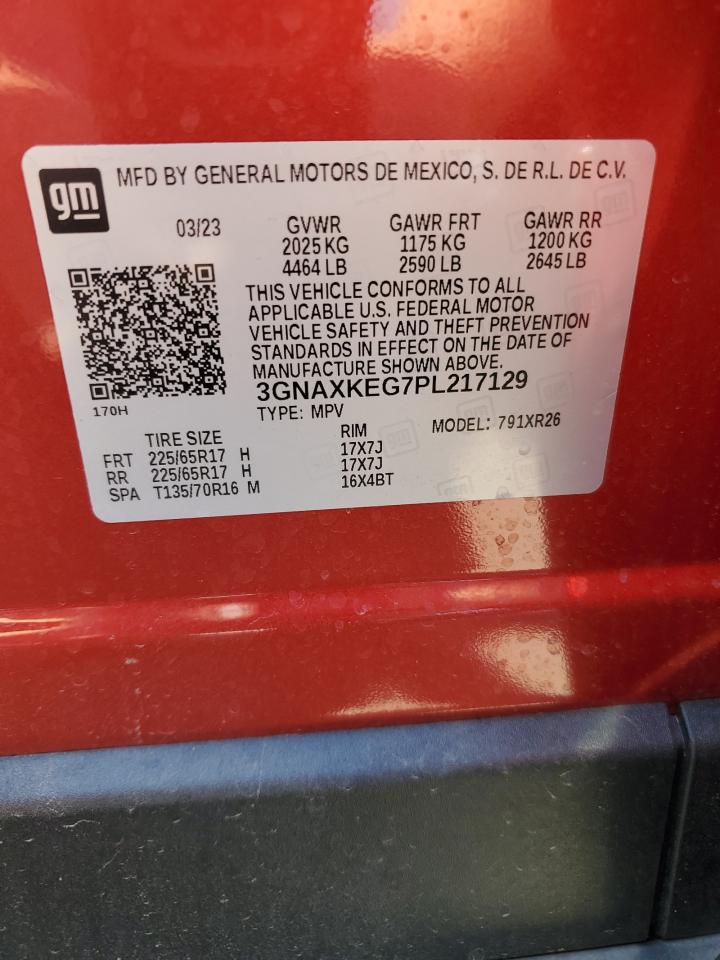 gm
MFD BY GENERAL MOTORS DE MEXICO, S. DE R.L. DE C.V.
03/23 GVWR GAWR FRT GAWR RR
2025 KG 1175 KG 1200 KG
4464 LB 2590 LB 2645 LB
THIS VEHICLE CONFORMS TO ALL
APPLICABLE U.S. FEDERAL MOTOR
VEHICLE SAFETY AND THEFT PREVENTION
STANDARDS IN EFFECT ON THE DATE OF
MANUFACTURE SHOWN ABOVE.
3GNAXKEG7PL217129
170H
TYPE: MPV MODEL: 791XR26
TIRE SIZE RIM
FRT 225/65R17 H 17X7J
RR 225/65R17 H 17X7J
SPA T135/70R16 M 16X4BT